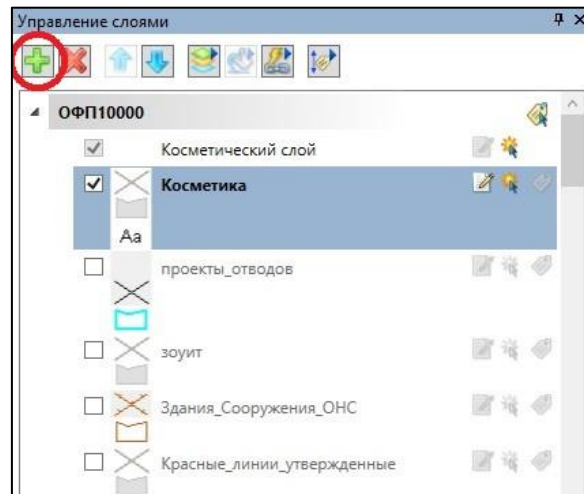 Управление слоями
ОФП10000
Косметический слой
Косметика
Aa
проекты_отводов
зоуит
Здания_Сооружения_ОНС
Красные_линии_утвержденные